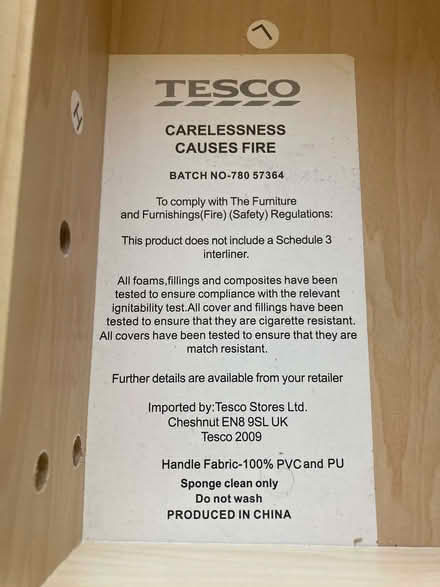 TESCO
CARELESSNESS
CAUSES FIRE
BATCH NO-780 57364
To comply with The Furniture
and Furnishings(Fire) (Safety) Regulations:
This product does not include a Schedule 3
interliner.
All foams,fillings and composites have been
tested to ensure compliance with the relevant
ignitability test.All cover and fillings have been
tested to ensure that they are cigarette resistant.
All covers have been tested to ensure that they are
match resistant.
Further details are available from your retailer
Imported by:Tesco Stores Ltd.
Cheshnut EN8 9SL UK
Tesco 2009
Handle Fabric-100% PVC and PU
Sponge clean only
Do not wash
PRODUCED IN CHINA
H